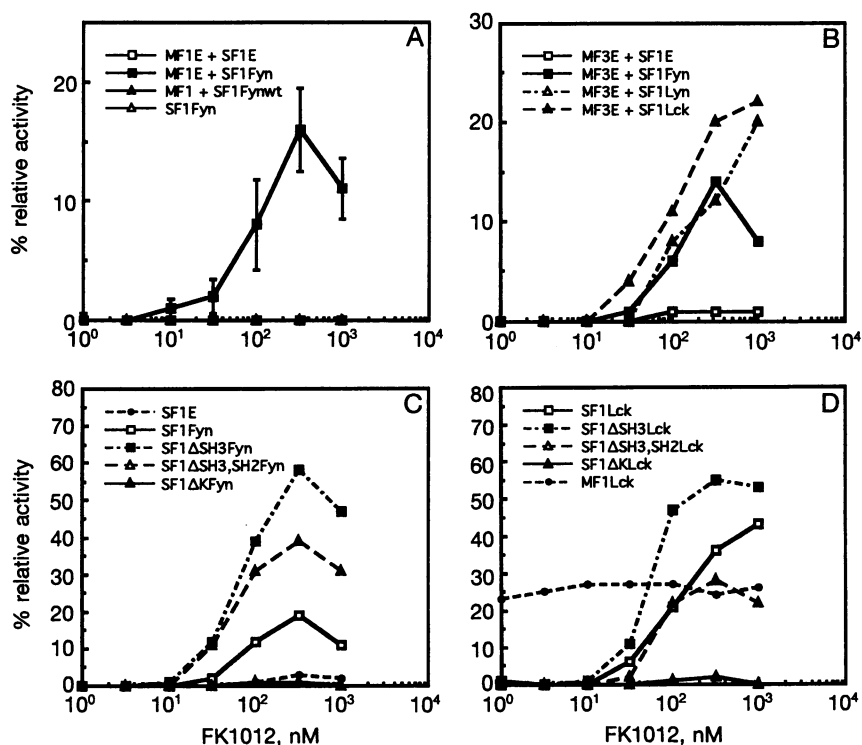 A
MF1E + SF1E
MF1E + SF1Fyn
MF1 + SF1Fynwt
SF1Fyn
% relative activity
20
10
0
10⁰ 10¹ 10² 10³ 10⁴
B
MF3E + SF1E
MF3E + SF1Fyn
MF3E + SF1Lyn
MF3E + SF1Lck
30
20
10
0
10⁰ 10¹ 10² 10³ 10⁴
C
SF1E
SF1Fyn
SF1ΔSH3Fyn
SF1ΔSH3,SH2Fyn
SF1ΔKFyn
% relative activity
80
70
60
50
40
30
20
10
0
10⁰ 10¹ 10² 10³ 10⁴
FK1012, nM
D
SF1Lck
SF1ΔSH3Lck
SF1ΔSH3,SH2Lck
SF1ΔKLck
MF1Lck
80
70
60
50
40
30
20
10
0
10⁰ 10¹ 10² 10³ 10⁴
FK1012, nM